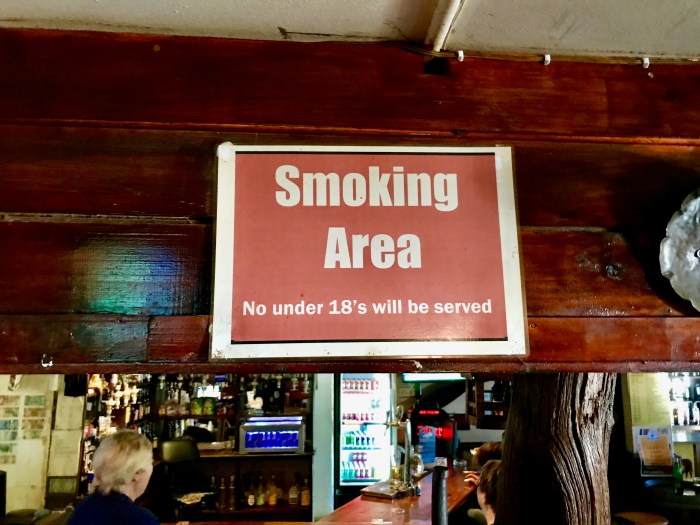 Smoking
Area
No under 18's will be served